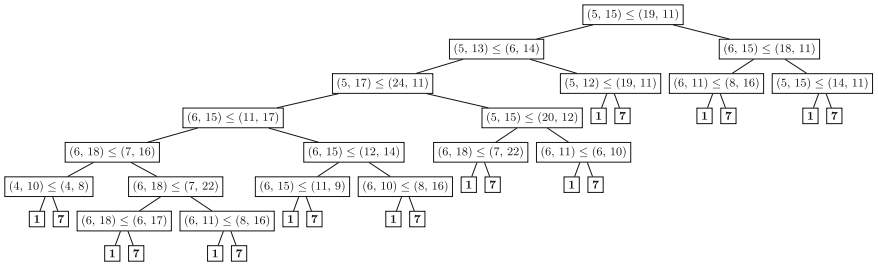 (5, 15) ≤ (19, 11)
(5, 13) ≤ (6, 14)
(6, 15) ≤ (18, 11)
(5, 17) ≤ (24, 11)
(5, 12) ≤ (19, 11)
(6, 11) ≤ (8, 16)
(5, 15) ≤ (14, 11)
(6, 15) ≤ (11, 17)
(5, 15) ≤ (20, 12)
1
7
1
7
1
7
(6, 18) ≤ (7, 16)
(6, 15) ≤ (12, 14)
(6, 18) ≤ (7, 22)
(6, 11) ≤ (6, 10)
(4, 10) ≤ (4, 8)
(6, 18) ≤ (7, 22)
(6, 15) ≤ (11, 9)
(6, 10) ≤ (8, 16)
1
7
1
7
1
7
(6, 18) ≤ (6, 17)
(6, 11) ≤ (8, 16)
1
7
1
7
1
7
1
7